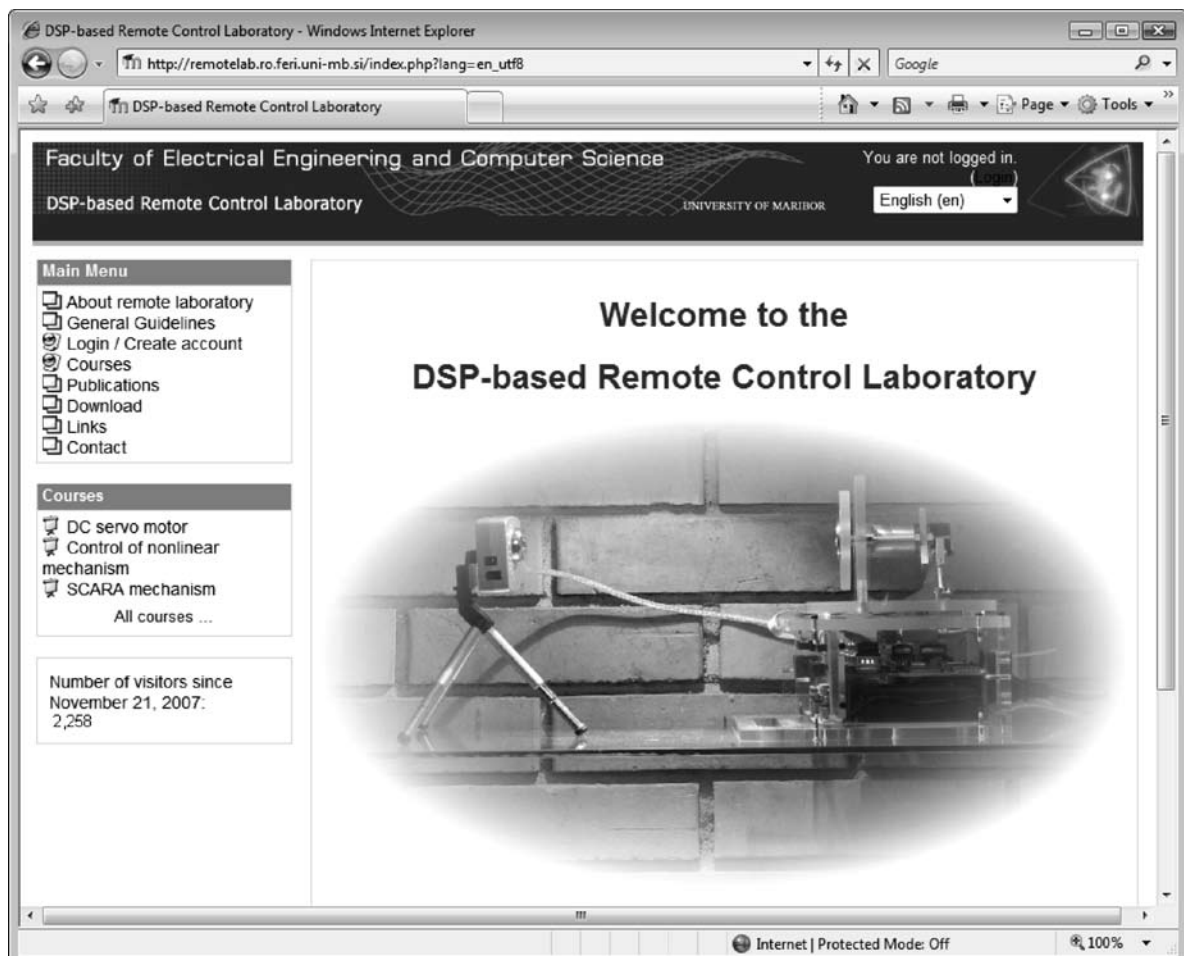 DSP-based Remote Control Laboratory - Windows Internet Explorer
http://remotelab.ro.feri.uni-mb.si/index.php?lang=en_utf8
Google
DSP-based Remote Control Laboratory
Page
Tools
Faculty of Electrical Engineering and Computer Science
You are not logged in.
(Login)
DSP-based Remote Control Laboratory
UNIVERSITY OF MARIBOR
English (en)
Main Menu
About remote laboratory
General Guidelines
Login / Create account
Courses
Publications
Download
Links
Contact
Courses
DC servo motor
Control of nonlinear
mechanism
SCARA mechanism
All courses ...
Number of visitors since
November 21, 2007:
2,258
Welcome to the
DSP-based Remote Control Laboratory
Internet | Protected Mode: Off
100%